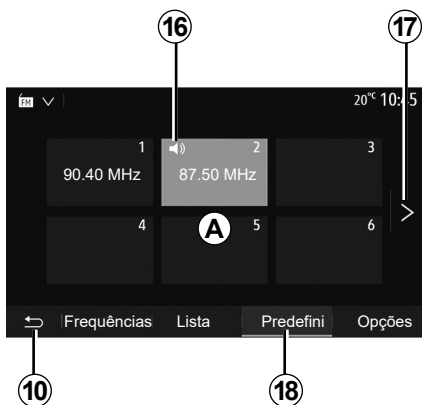 16 17
FM 20°C 10:45
1 2 3
90.40 MHz 87.50 MHz
4 A 5 6
Frequências Lista Predefini Opções
10 18